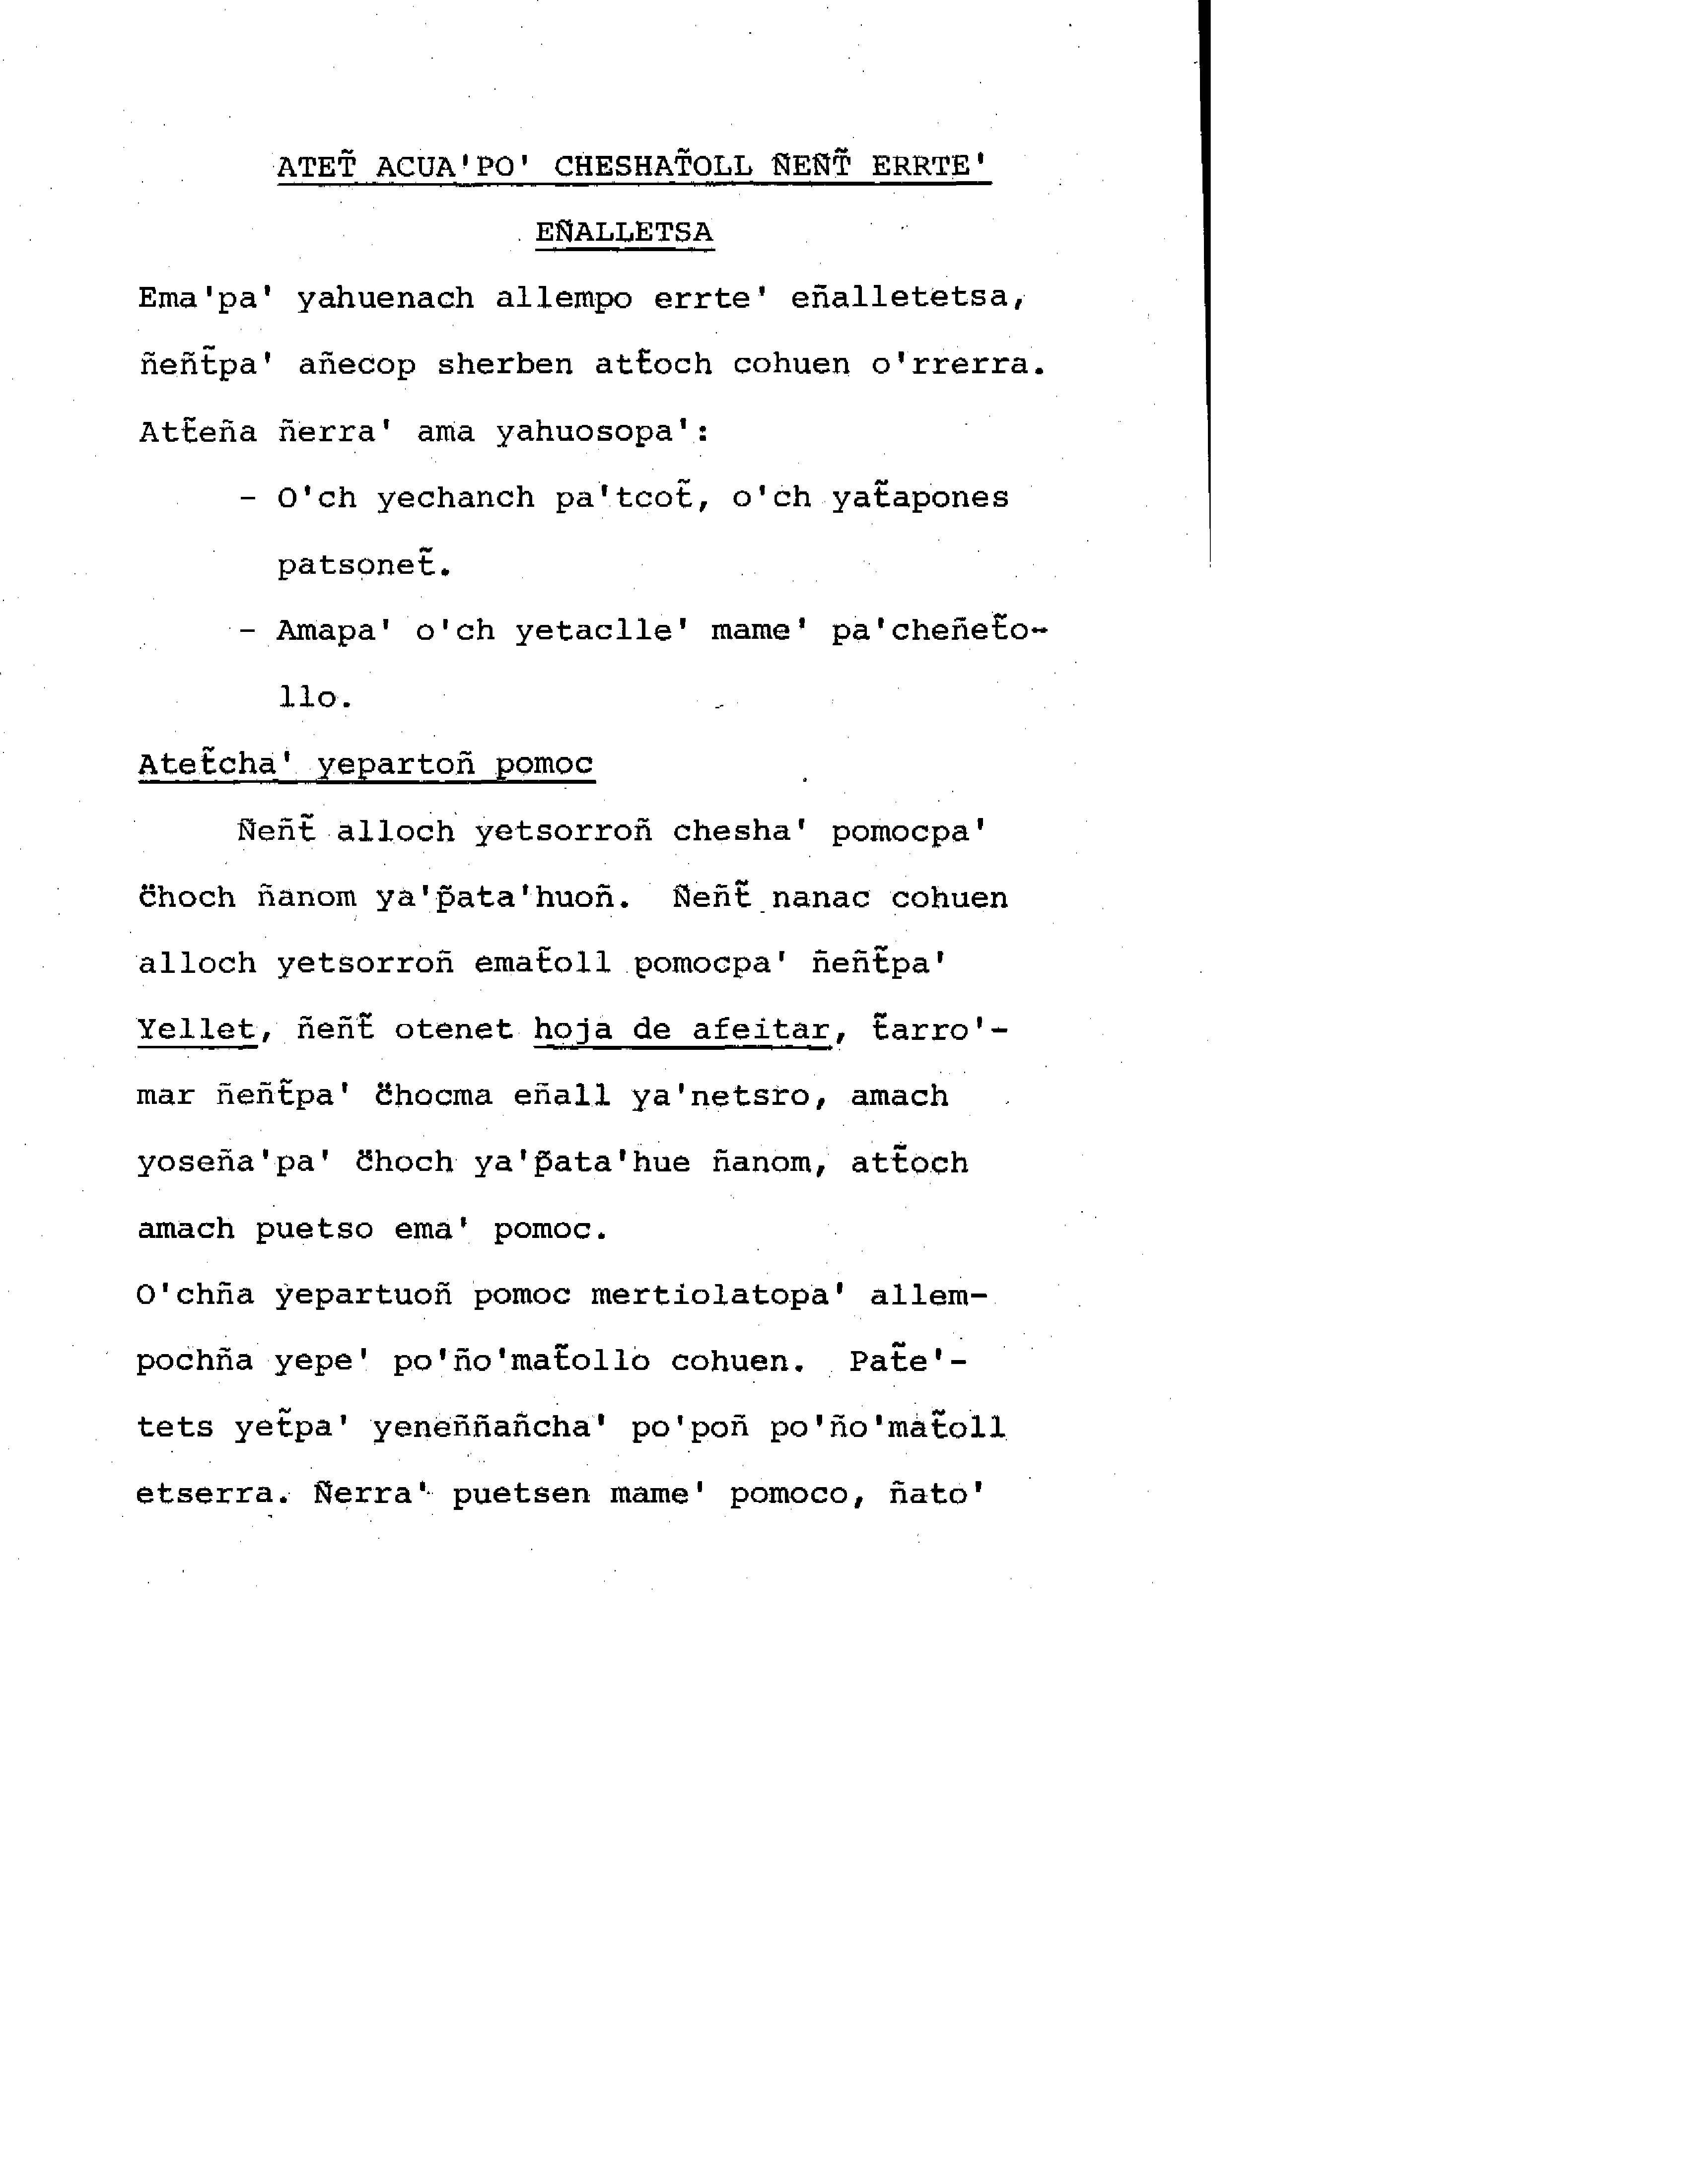 ATET̃ ACUA'PO' CHESHAT̃OLL ÑEÑT̃ ERRTE'
EÑALLETSA
Ema'pa' yahuenach allempo errte' eñalletetsa,
ñeñt̃pa' añecop sherben att̃och cohuen o'rrerra.
Att̃eña ñerra' ama yahuosopa':
- O'ch yechanch pa'tcot̃, o'ch yat̃apones
patsonet̃.
- Amapa' o'ch yetaclle' mame' pa'cheñet̃o-
llo.
Atet̃cha' yepartoñ pomoc
Ñeñt̃ alloch yetsorroñ chesha' pomocpa'
c̈hoch ñanom ya'p̃ata'huoñ. Ñeñt̃ nanac cohuen
alloch yetsorroñ emat̃oll pomocpa' ñeñt̃pa'
Yellet, ñeñt̃ otenet hoja de afeitar, t̃arro'-
mar ñeñt̃pa' c̈hocma eñall ya'netsro, amach
yoseña'pa' c̈hoch ya'p̃ata'hue ñanom, att̃och
amach puetso ema' pomoc.
O'chña yepartuoñ pomoc mertiolatopa' allem-
pochña yepe' po'ño'mat̃ollo cohuen. Pat̃e'-
tets yet̃pa' yeneññañcha' po'poñ po'ño'mat̃oll
etserra. Ñerra' puetsen mame' pomoco, ñato'